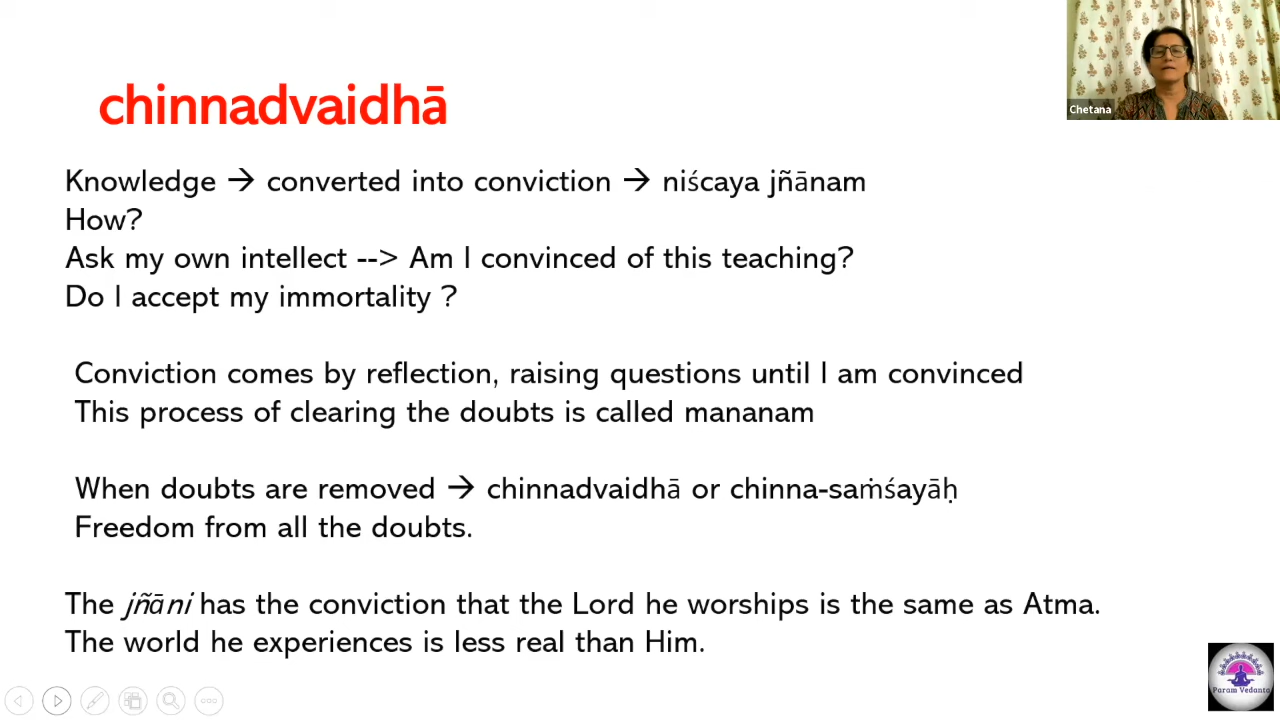 chinnadvaidhā
Chetana
Knowledge → converted into conviction → niścaya jñānam
How?
Ask my own intellect --> Am I convinced of this teaching?
Do I accept my immortality ?
Conviction comes by reflection, raising questions until I am convinced
This process of clearing the doubts is called mananam
When doubts are removed → chinnadvaidhā or chinna-saṁśayāḥ
Freedom from all the doubts.
The jñāni has the conviction that the Lord he worships is the same as Atma.
The world he experiences is less real than Him.
Param Vedanta